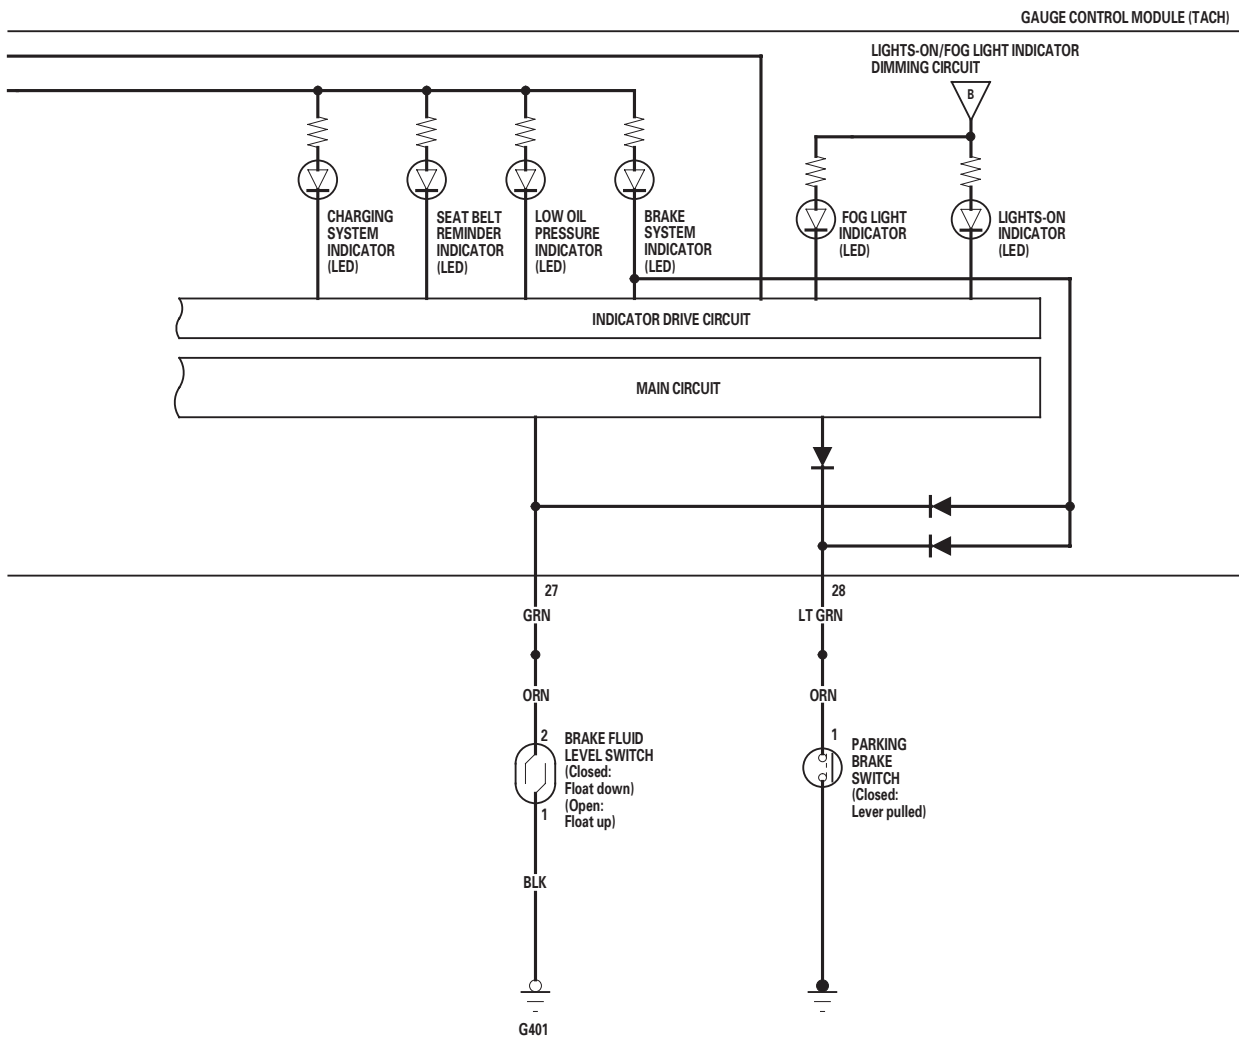 GAUGE CONTROL MODULE (TACH)
LIGHTS-ON/FOG LIGHT INDICATOR
DIMMING CIRCUIT
B
CHARGING
SYSTEM
INDICATOR
(LED)
SEAT BELT
REMINDER
INDICATOR
(LED)
LOW OIL
PRESSURE
INDICATOR
(LED)
BRAKE
SYSTEM
INDICATOR
(LED)
FOG LIGHT
INDICATOR
(LED)
LIGHTS-ON
INDICATOR
(LED)
INDICATOR DRIVE CIRCUIT
MAIN CIRCUIT
27
GRN
28
LT GRN
ORN
ORN
2
BRAKE FLUID
LEVEL SWITCH
(Closed:
Float down)
(Open:
Float up)
1
1
PARKING
BRAKE
SWITCH
(Closed:
Lever pulled)
BLK
G401